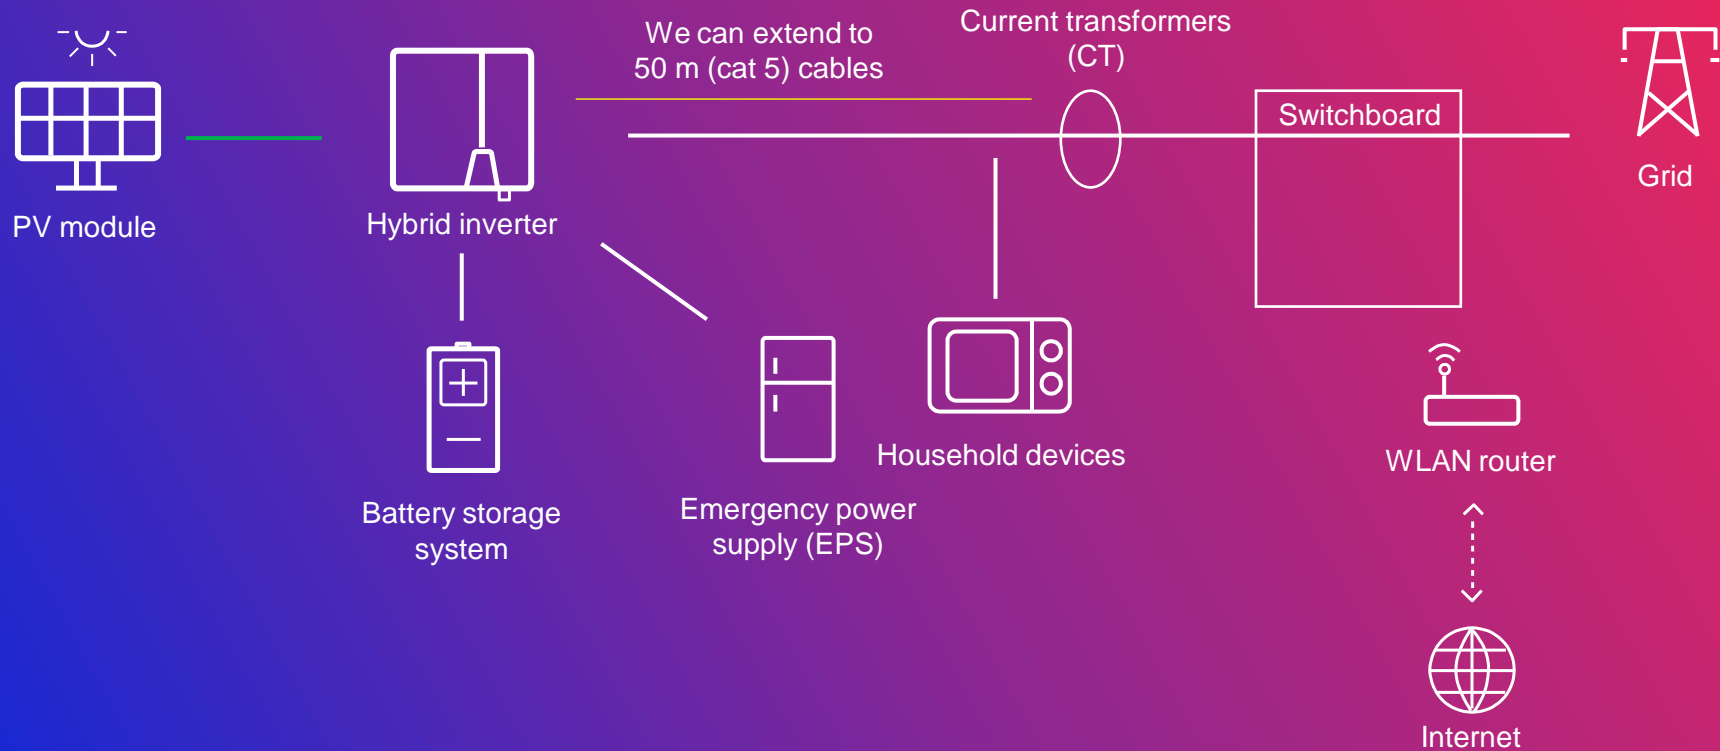 We can extend to
50 m (cat 5) cables
Current transformers
(CT)
Switchboard
Grid
PV module
Hybrid inverter
Household devices
WLAN router
Battery storage
system
Emergency power
supply (EPS)
Internet